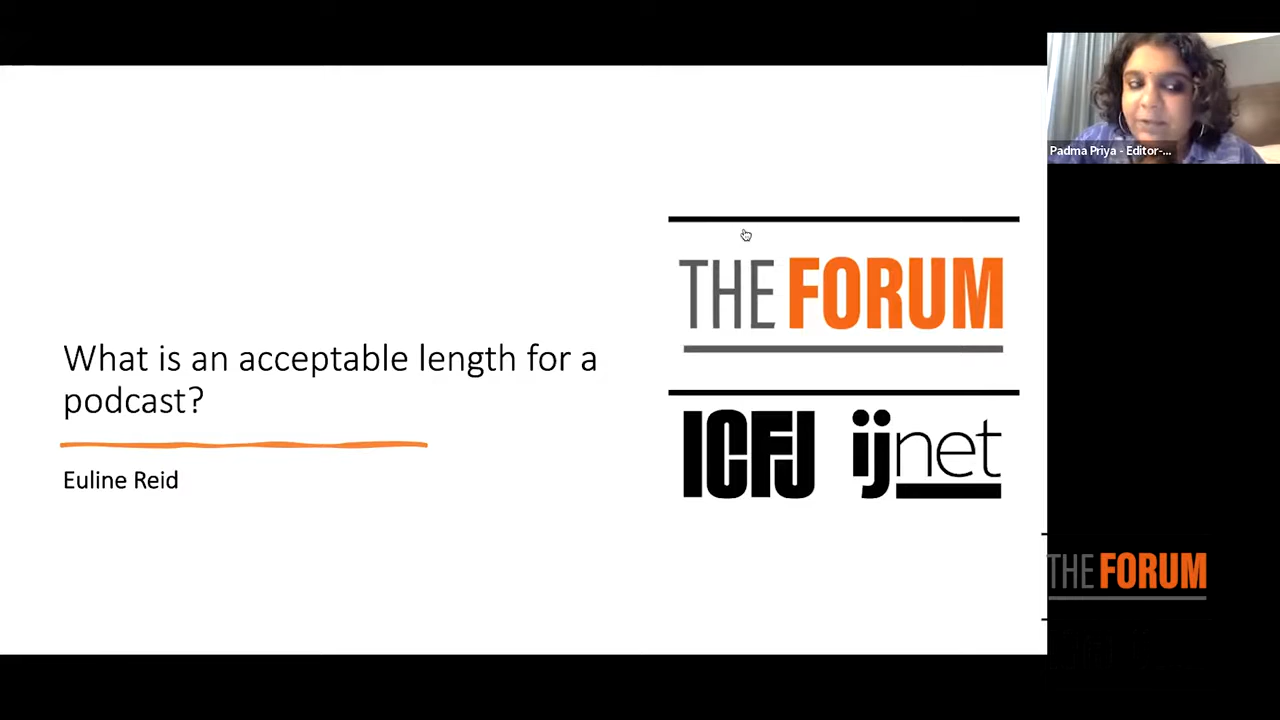 What is an acceptable length for a
podcast?
Euline Reid
THE FORUM
ICFJ ijnet
Padma Priya - Editor-...
THE FORUM